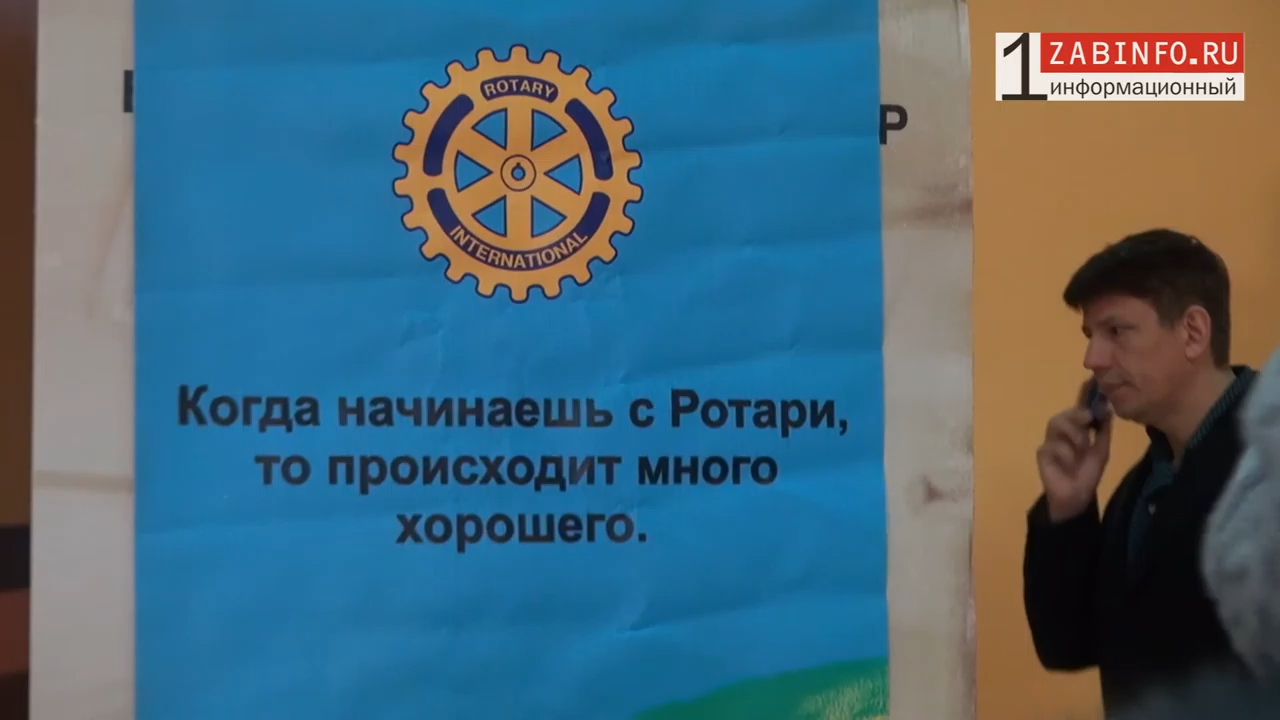 1
ZABINFO.RU
информационный
ROTARY
INTERNATIONAL
Р
Когда начинаешь с Ротари,
то происходит много
хорошего.